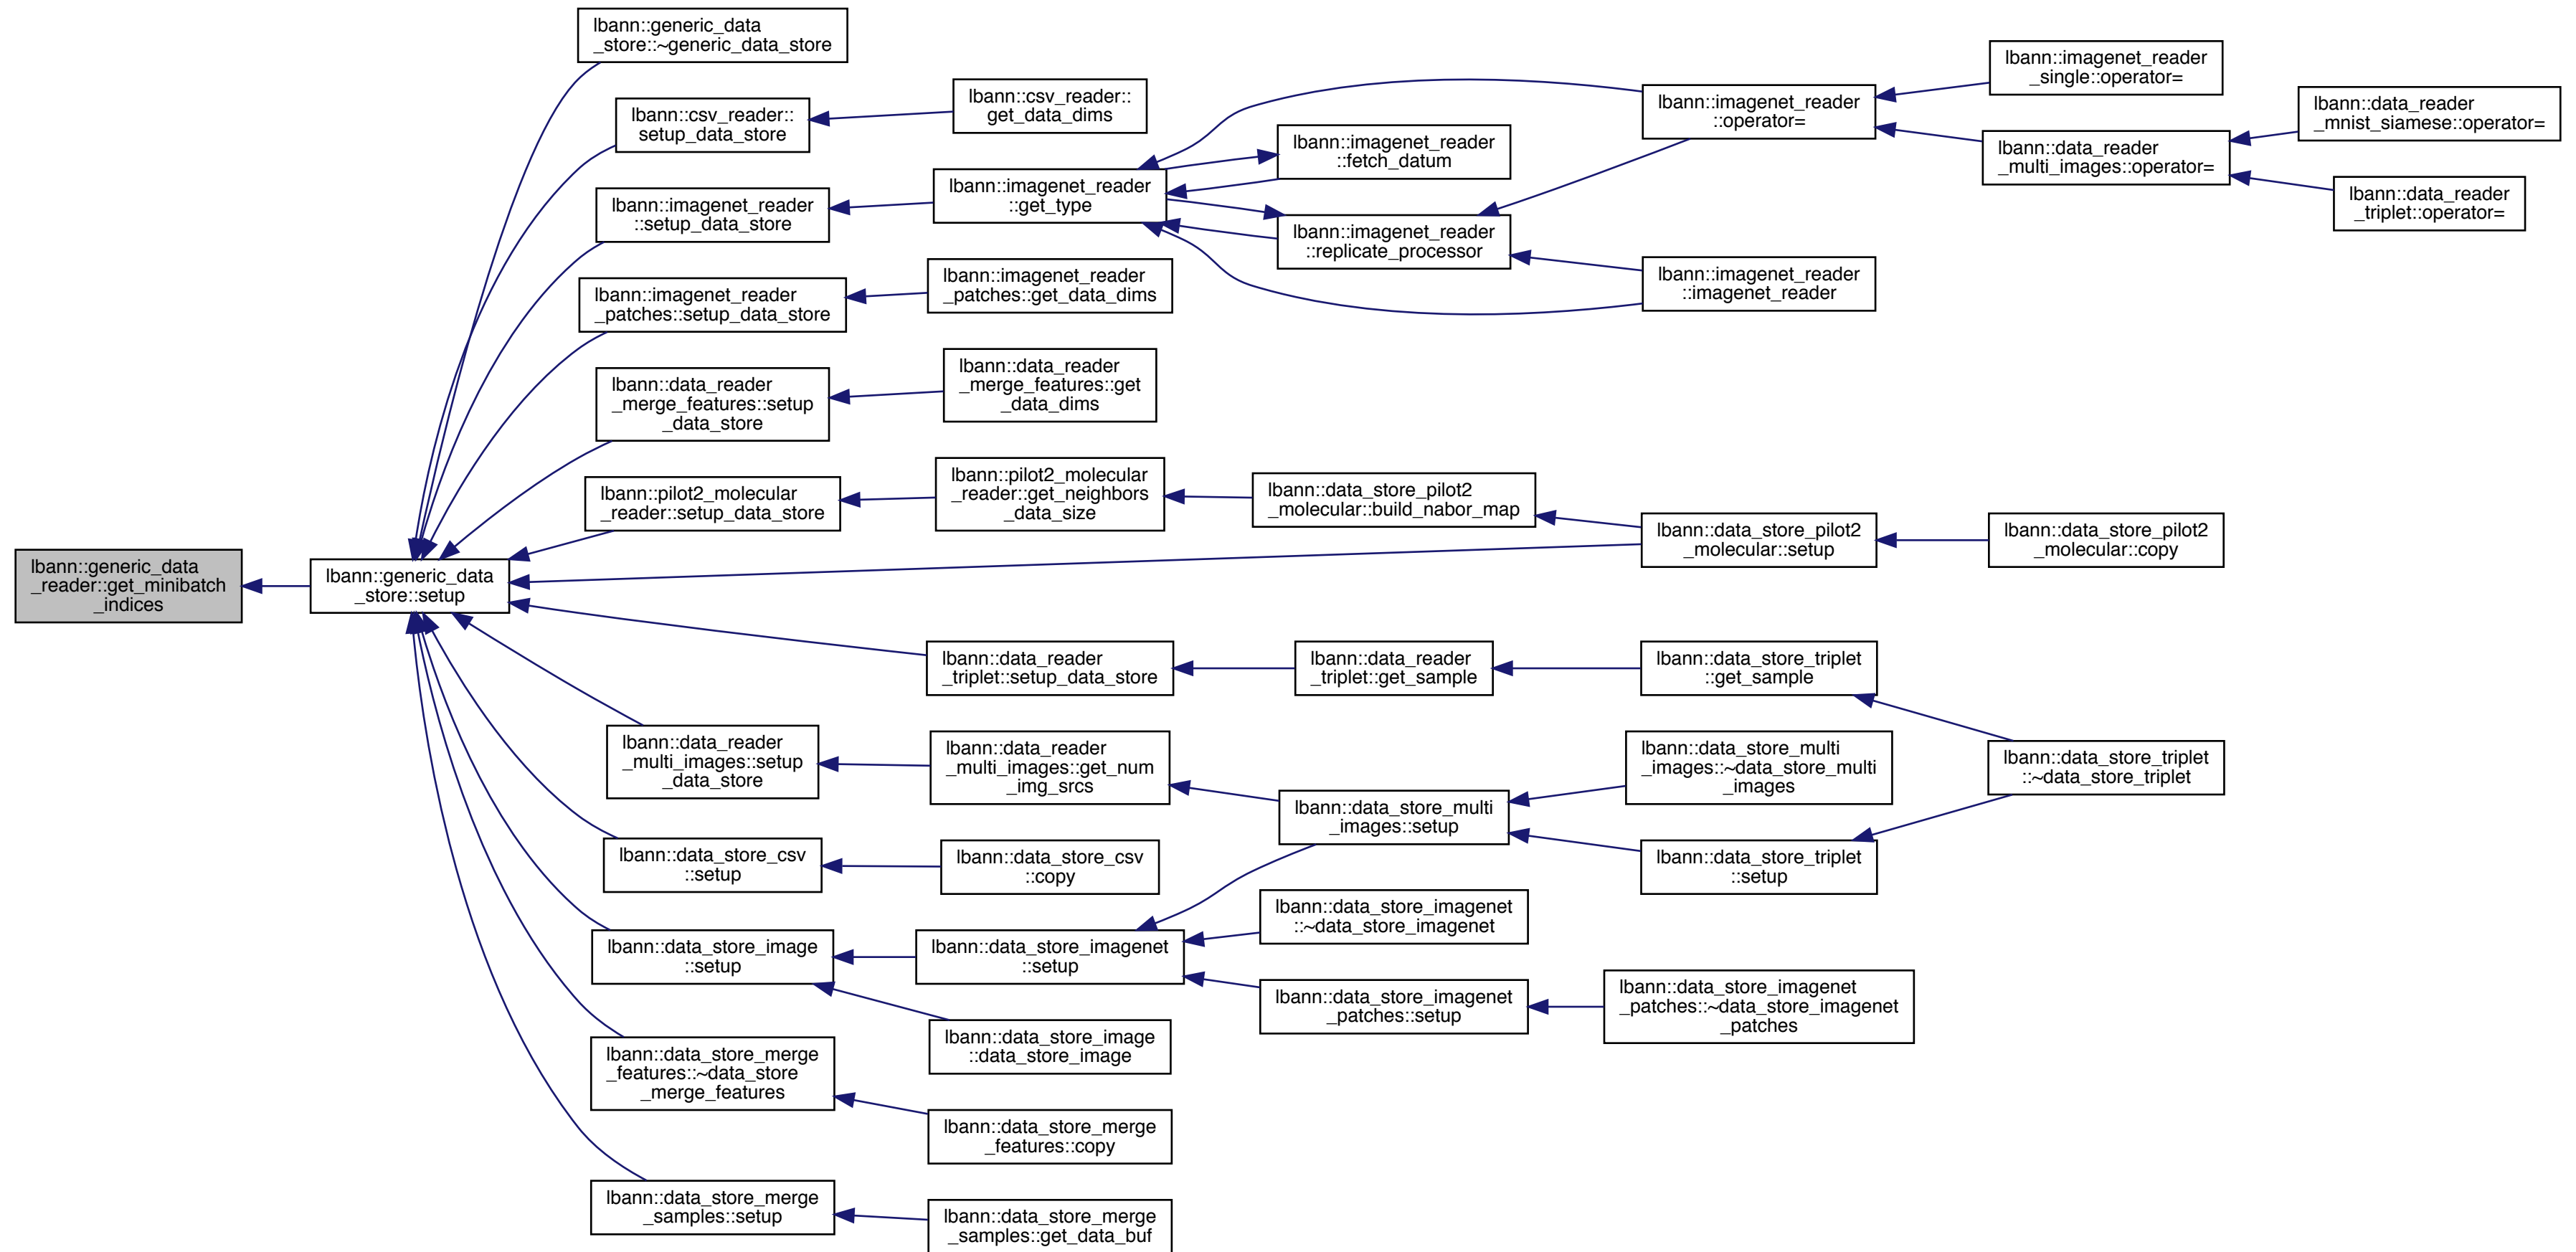 lbann::generic_data
_reader::get_minibatch
_indices
lbann::generic_data
_store::setup
lbann::generic_data
_store::~generic_data_store
lbann::csv_reader::
setup_data_store
lbann::csv_reader::
get_data_dims
lbann::imagenet_reader
::setup_data_store
lbann::imagenet_reader
::get_type
lbann::imagenet_reader
::fetch_datum
lbann::imagenet_reader
::replicate_processor
lbann::imagenet_reader
::operator=
lbann::imagenet_reader
::imagenet_reader
lbann::imagenet_reader
_single::operator=
lbann::data_reader
_multi_images::operator=
lbann::data_reader
_mnist_siamese::operator=
lbann::data_reader
_triplet::operator=
lbann::imagenet_reader
_patches::setup_data_store
lbann::imagenet_reader
_patches::get_data_dims
lbann::data_reader
_merge_features::setup
_data_store
lbann::data_reader
_merge_features::get
_data_dims
lbann::pilot2_molecular
_reader::setup_data_store
lbann::pilot2_molecular
_reader::get_neighbors
_data_size
lbann::data_store_pilot2
_molecular::build_nabor_map
lbann::data_store_pilot2
_molecular::setup
lbann::data_store_pilot2
_molecular::copy
lbann::data_reader
_triplet::setup_data_store
lbann::data_reader
_triplet::get_sample
lbann::data_store_triplet
::get_sample
lbann::data_store_triplet
::~data_store_triplet
lbann::data_reader
_multi_images::setup
_data_store
lbann::data_reader
_multi_images::get_num
_img_srcs
lbann::data_store_multi
_images::setup
lbann::data_store_multi
_images::~data_store_multi
_images
lbann::data_store_triplet
::setup
lbann::data_store_csv
::setup
lbann::data_store_csv
::copy
lbann::data_store_image
::setup
lbann::data_store_imagenet
::setup
lbann::data_store_imagenet
::~data_store_imagenet
lbann::data_store_imagenet
_patches::setup
lbann::data_store_imagenet
_patches::~data_store_imagenet
_patches
lbann::data_store_image
::data_store_image
lbann::data_store_merge
_features::~data_store
_merge_features
lbann::data_store_merge
_features::copy
lbann::data_store_merge
_samples::setup
lbann::data_store_merge
_samples::get_data_buf